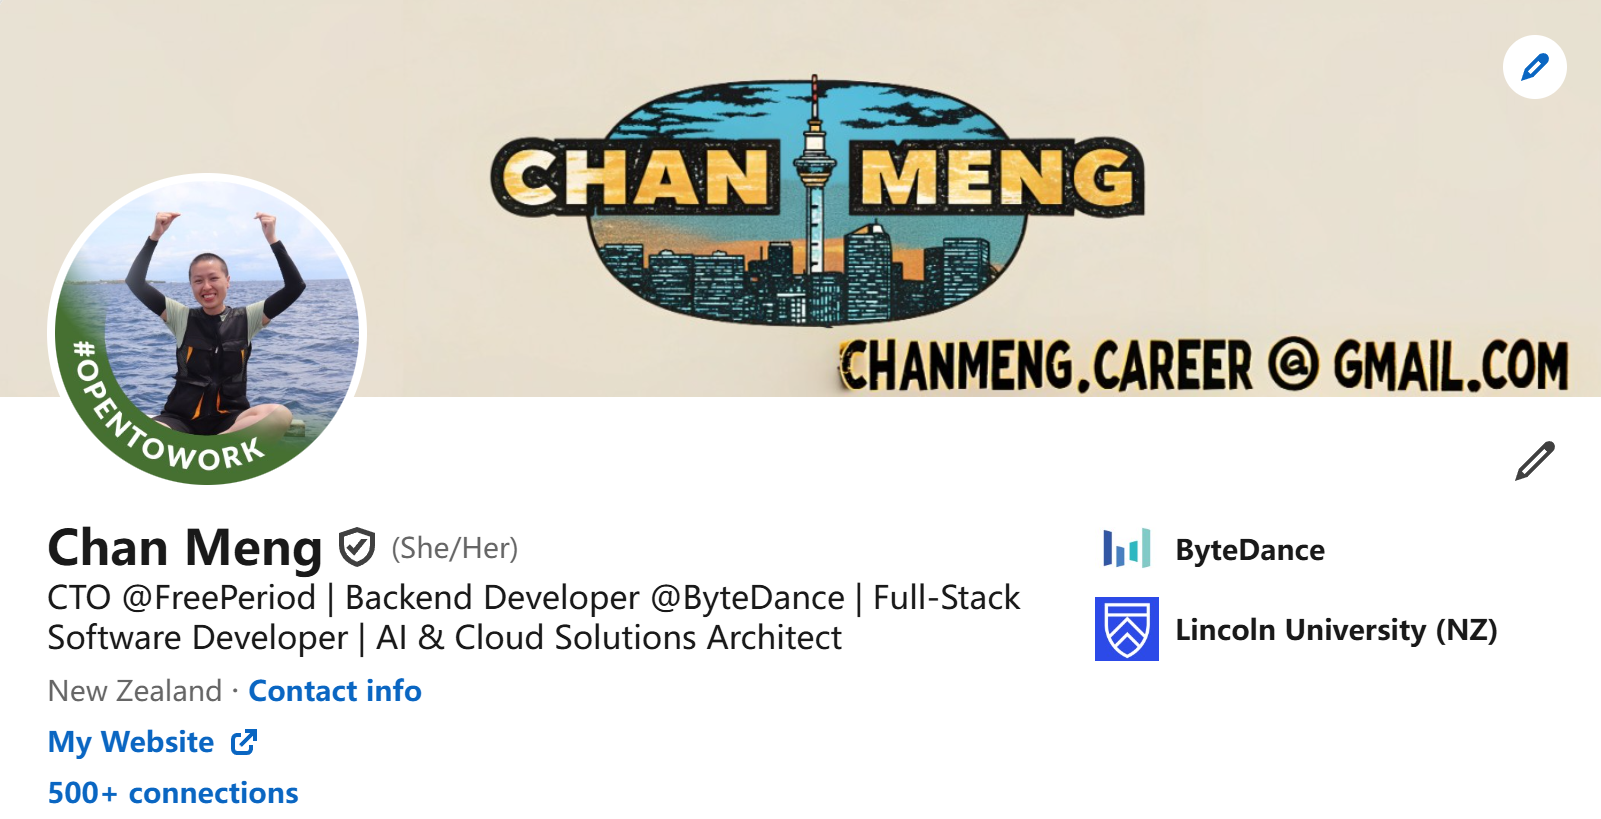 CHAN MENG
CHANMENG.CAREER @ GMAIL.COM
#OPENTOWORK
Chan Meng (She/Her)
CTO @FreePeriod | Backend Developer @ByteDance | Full-Stack
Software Developer | AI & Cloud Solutions Architect
New Zealand · Contact info
My Website
500+ connections
ByteDance
Lincoln University (NZ)